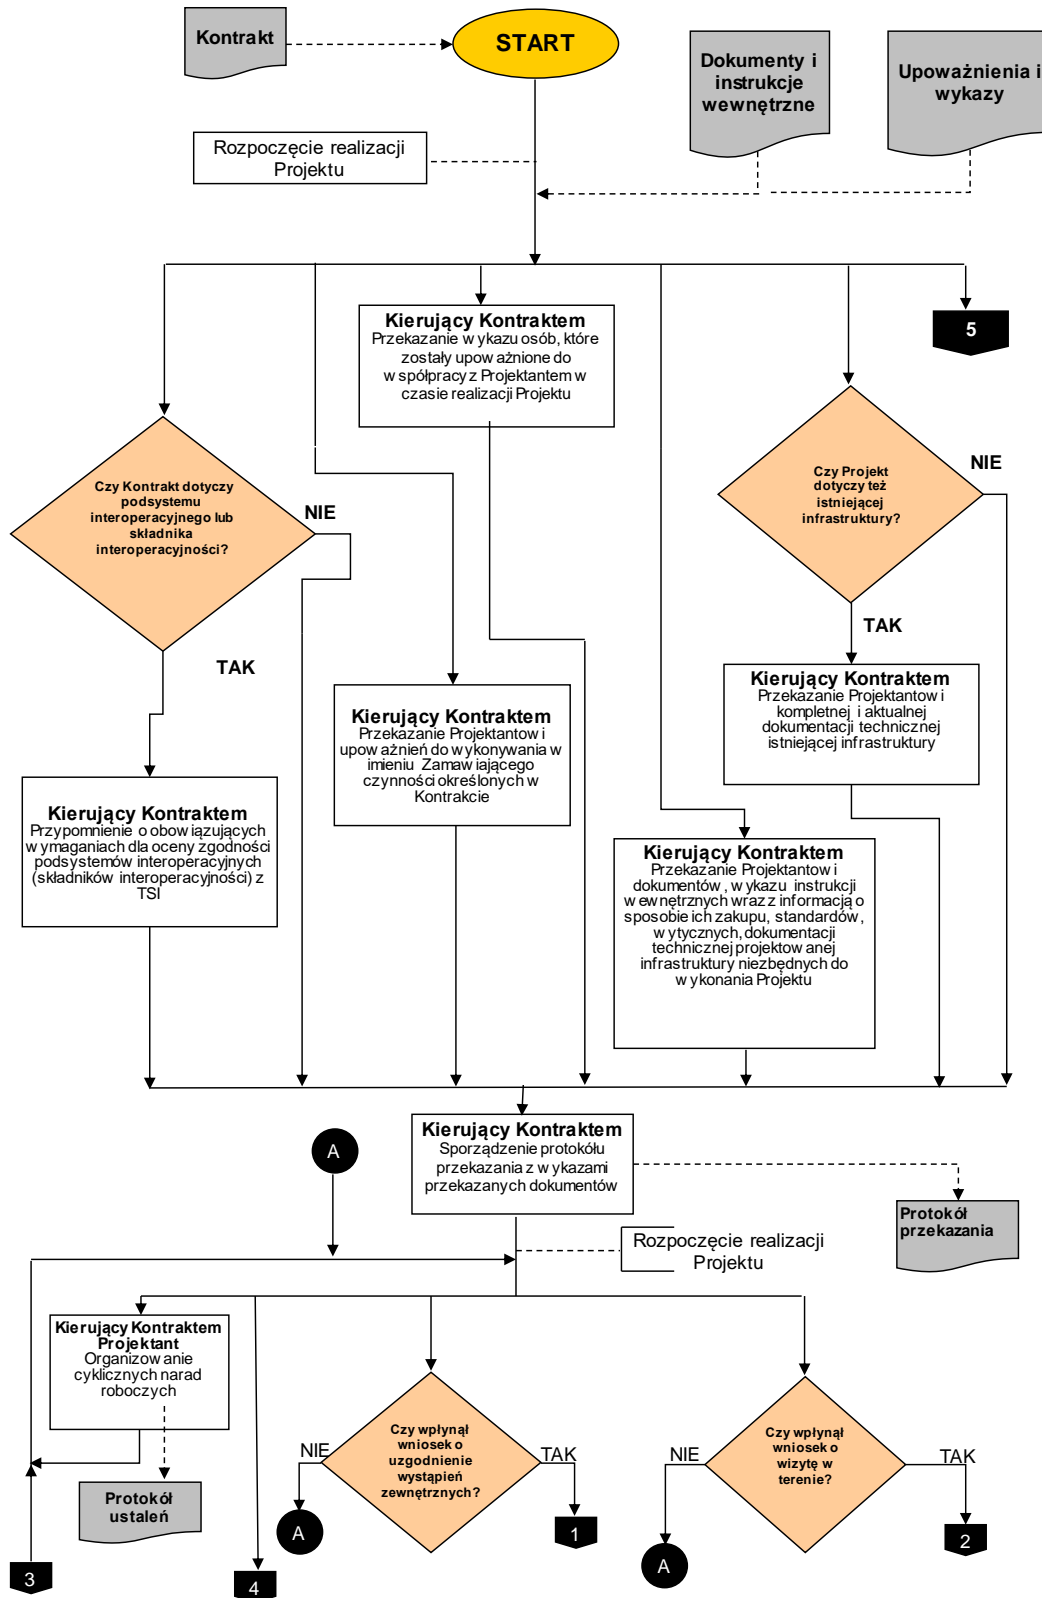 Kontrakt
START
Dokumenty i
instrukcje
wewnętrzne
Upoważnienia i
wykazy
Rozpoczęcie realizacji
Projektu
Kierujący Kontraktem
Przekazanie wykazu osób, które
zostały upoważnione do
współpracy z Projektantem w
czasie realizacji Projektu
5
Czy Kontrakt dotyczy
podsystemu
interoperacyjnego lub
składnika
interoperacyjności?
NIE
TAK
Czy Projekt
dotyczy też
istniejącej
infrastruktury?
NIE
TAK
Kierujący Kontraktem
Przekazanie Projektantowi
kompletnej i aktualnej
dokumentacji technicznej
istniejącej infrastruktury
Kierujący Kontraktem
Przekazanie Projektantowi
upoważnień do wykonywania w
imieniu Zamawiającego
czynności określonych w
Kontrakcie
Kierujący Kontraktem
Przypomnienie o obowiązujących
wymaganiach dla oceny zgodności
podsystemów interoperacyjnych
(składników interoperacyjności) z
TSI
Kierujący Kontraktem
Przekazanie Projektantowi
dokumentów, wykazu instrukcji
wewnętrznych wraz z informacją o
sposobie ich zakupu, standardów,
wytycznych, dokumentacji
technicznej projektowanej
infrastruktury niezbędnych do
wykonania Projektu
Kierujący Kontraktem
Sporządzenie protokółu
przekazania z wykazami
przekazanych dokumentów
A
Protokół
przekazania
Rozpoczęcie realizacji
Projektu
Kierujący Kontraktem
Projektant
Organizowanie
cyklicznych narad
roboczych
Protokół
ustaleń
Czy wpłynął
wniosek o
uzgodnienie
wystąpień
zewnętrznych?
NIE
TAK
Czy wpłynął
wniosek o
wizytę w
terenie?
NIE
TAK
A
1
A
2
3
4